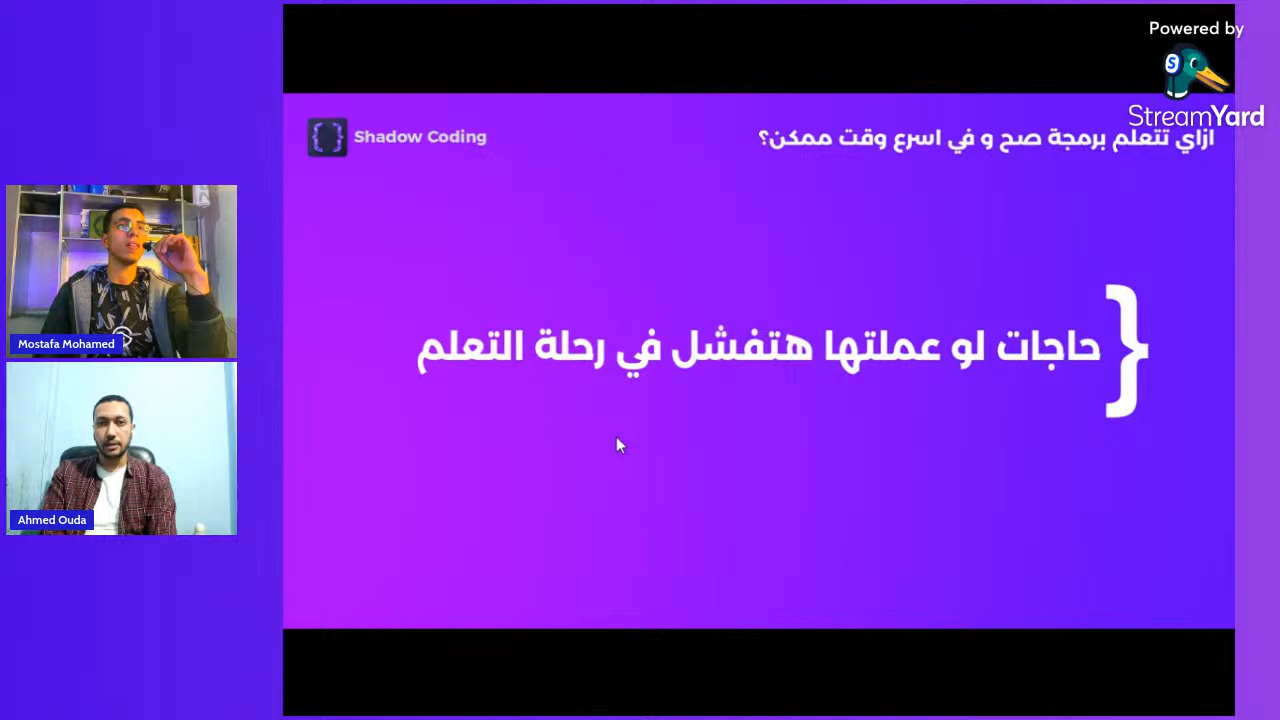 Powered by
StreamYard
Shadow Coding
ازاي تتعلم برمجة صح و في اسرع وقت ممكن؟
{ حاجات لو عملتها هتفشل في رحلة التعلم
Mostafa Mohamed
Ahmed Ouda